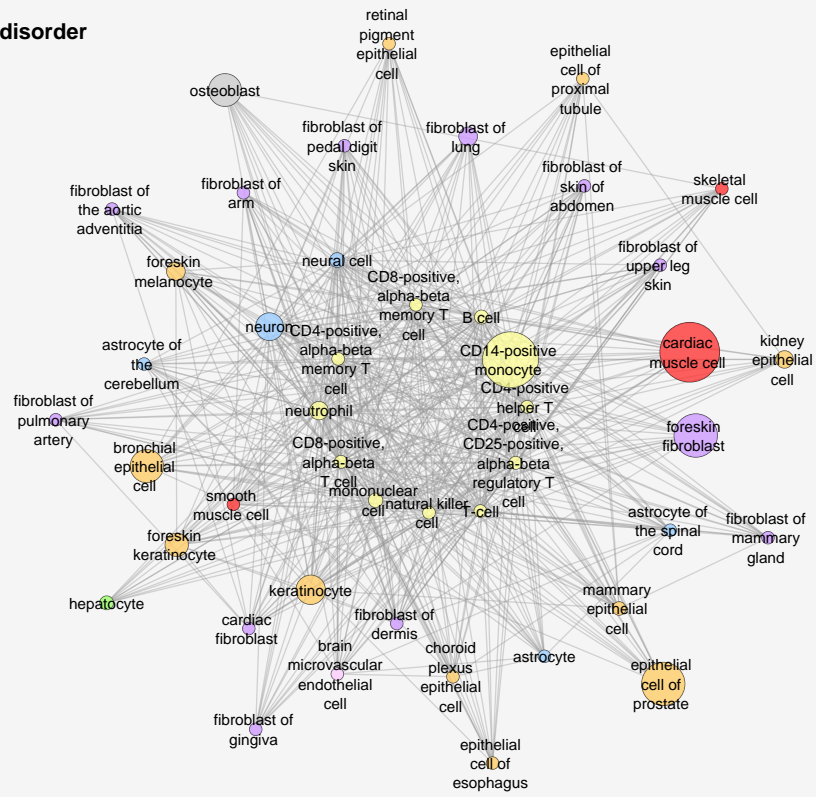 disorder
retinal
pigment
epithelial
cell
epithelial
cell of
proximal
tubule
osteoblast
fibroblast of
pedal digit
skin
fibroblast of
lung
fibroblast of
skin of
abdomen
skeletal
muscle cell
fibroblast of
the aortic
adventitia
fibroblast of
arm
foreskin
melanocyte
neural cell
fibroblast of
upper leg
skin
CD8-positive,
alpha-beta
memory T
cell
B cell
neuron
CD4-positive,
alpha-beta
memory T
cell
CD14-positive
monocyte
cardiac
muscle cell
kidney
epithelial
cell
astrocyte of
the
cerebellum
CD4-positive
helper T
cell
neutrophil
fibroblast of
pulmonary
artery
CD4-positive,
CD25-positive,
alpha-beta
regulatory T
cell
foreskin
fibroblast
bronchial
epithelial
cell
CD8-positive,
alpha-beta
T cell
mononuclear
cell
natural killer
cell
T-cell
smooth
muscle cell
foreskin
keratinocyte
astrocyte of
the spinal
cord
fibroblast of
mammary
gland
hepatocyte
keratinocyte
mammary
epithelial
cell
cardiac
fibroblast
fibroblast of
dermis
brain
microvascular
endothelial
cell
choroid
plexus
epithelial
cell
astrocyte
epithelial
cell of
prostate
fibroblast of
gingiva
epithelial
cell of
esophagus